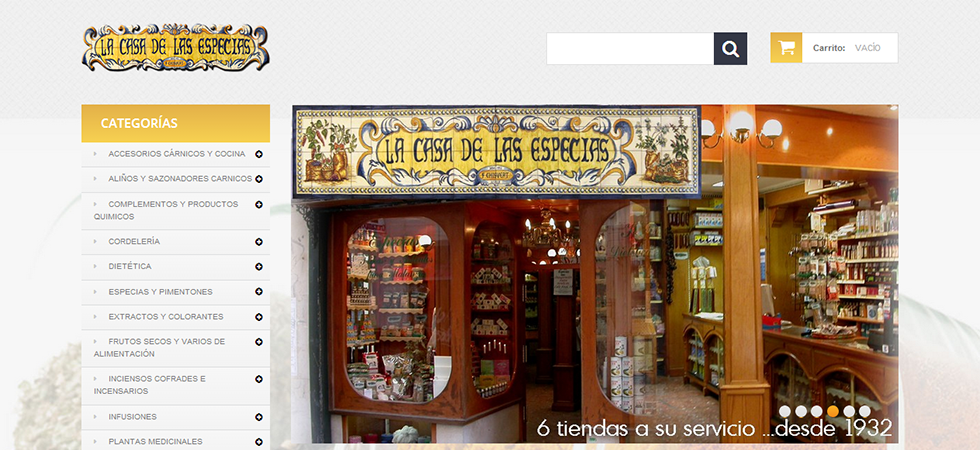 LA CASA DE LAS ESPECIAS
Carrito: VACÍO
CATEGORÍAS
ACCESORIOS CÁRNICOS Y COCINA
ALIÑOS Y SAZONADORES CARNICOS
COMPLEMENTOS Y PRODUCTOS
QUIMICOS
CORDELERÍA
DIETÉTICA
ESPECIAS Y PIMENTONES
EXTRACTOS Y COLORANTES
FRUTOS SECOS Y VARIOS DE
ALIMENTACIÓN
INCIENSOS COFRADES E
INCENSARIOS
INFUSIONES
PLANTAS MEDICINALES
LA CASA DE LAS ESPECIAS
6 tiendas a su servicio ...desde 1932